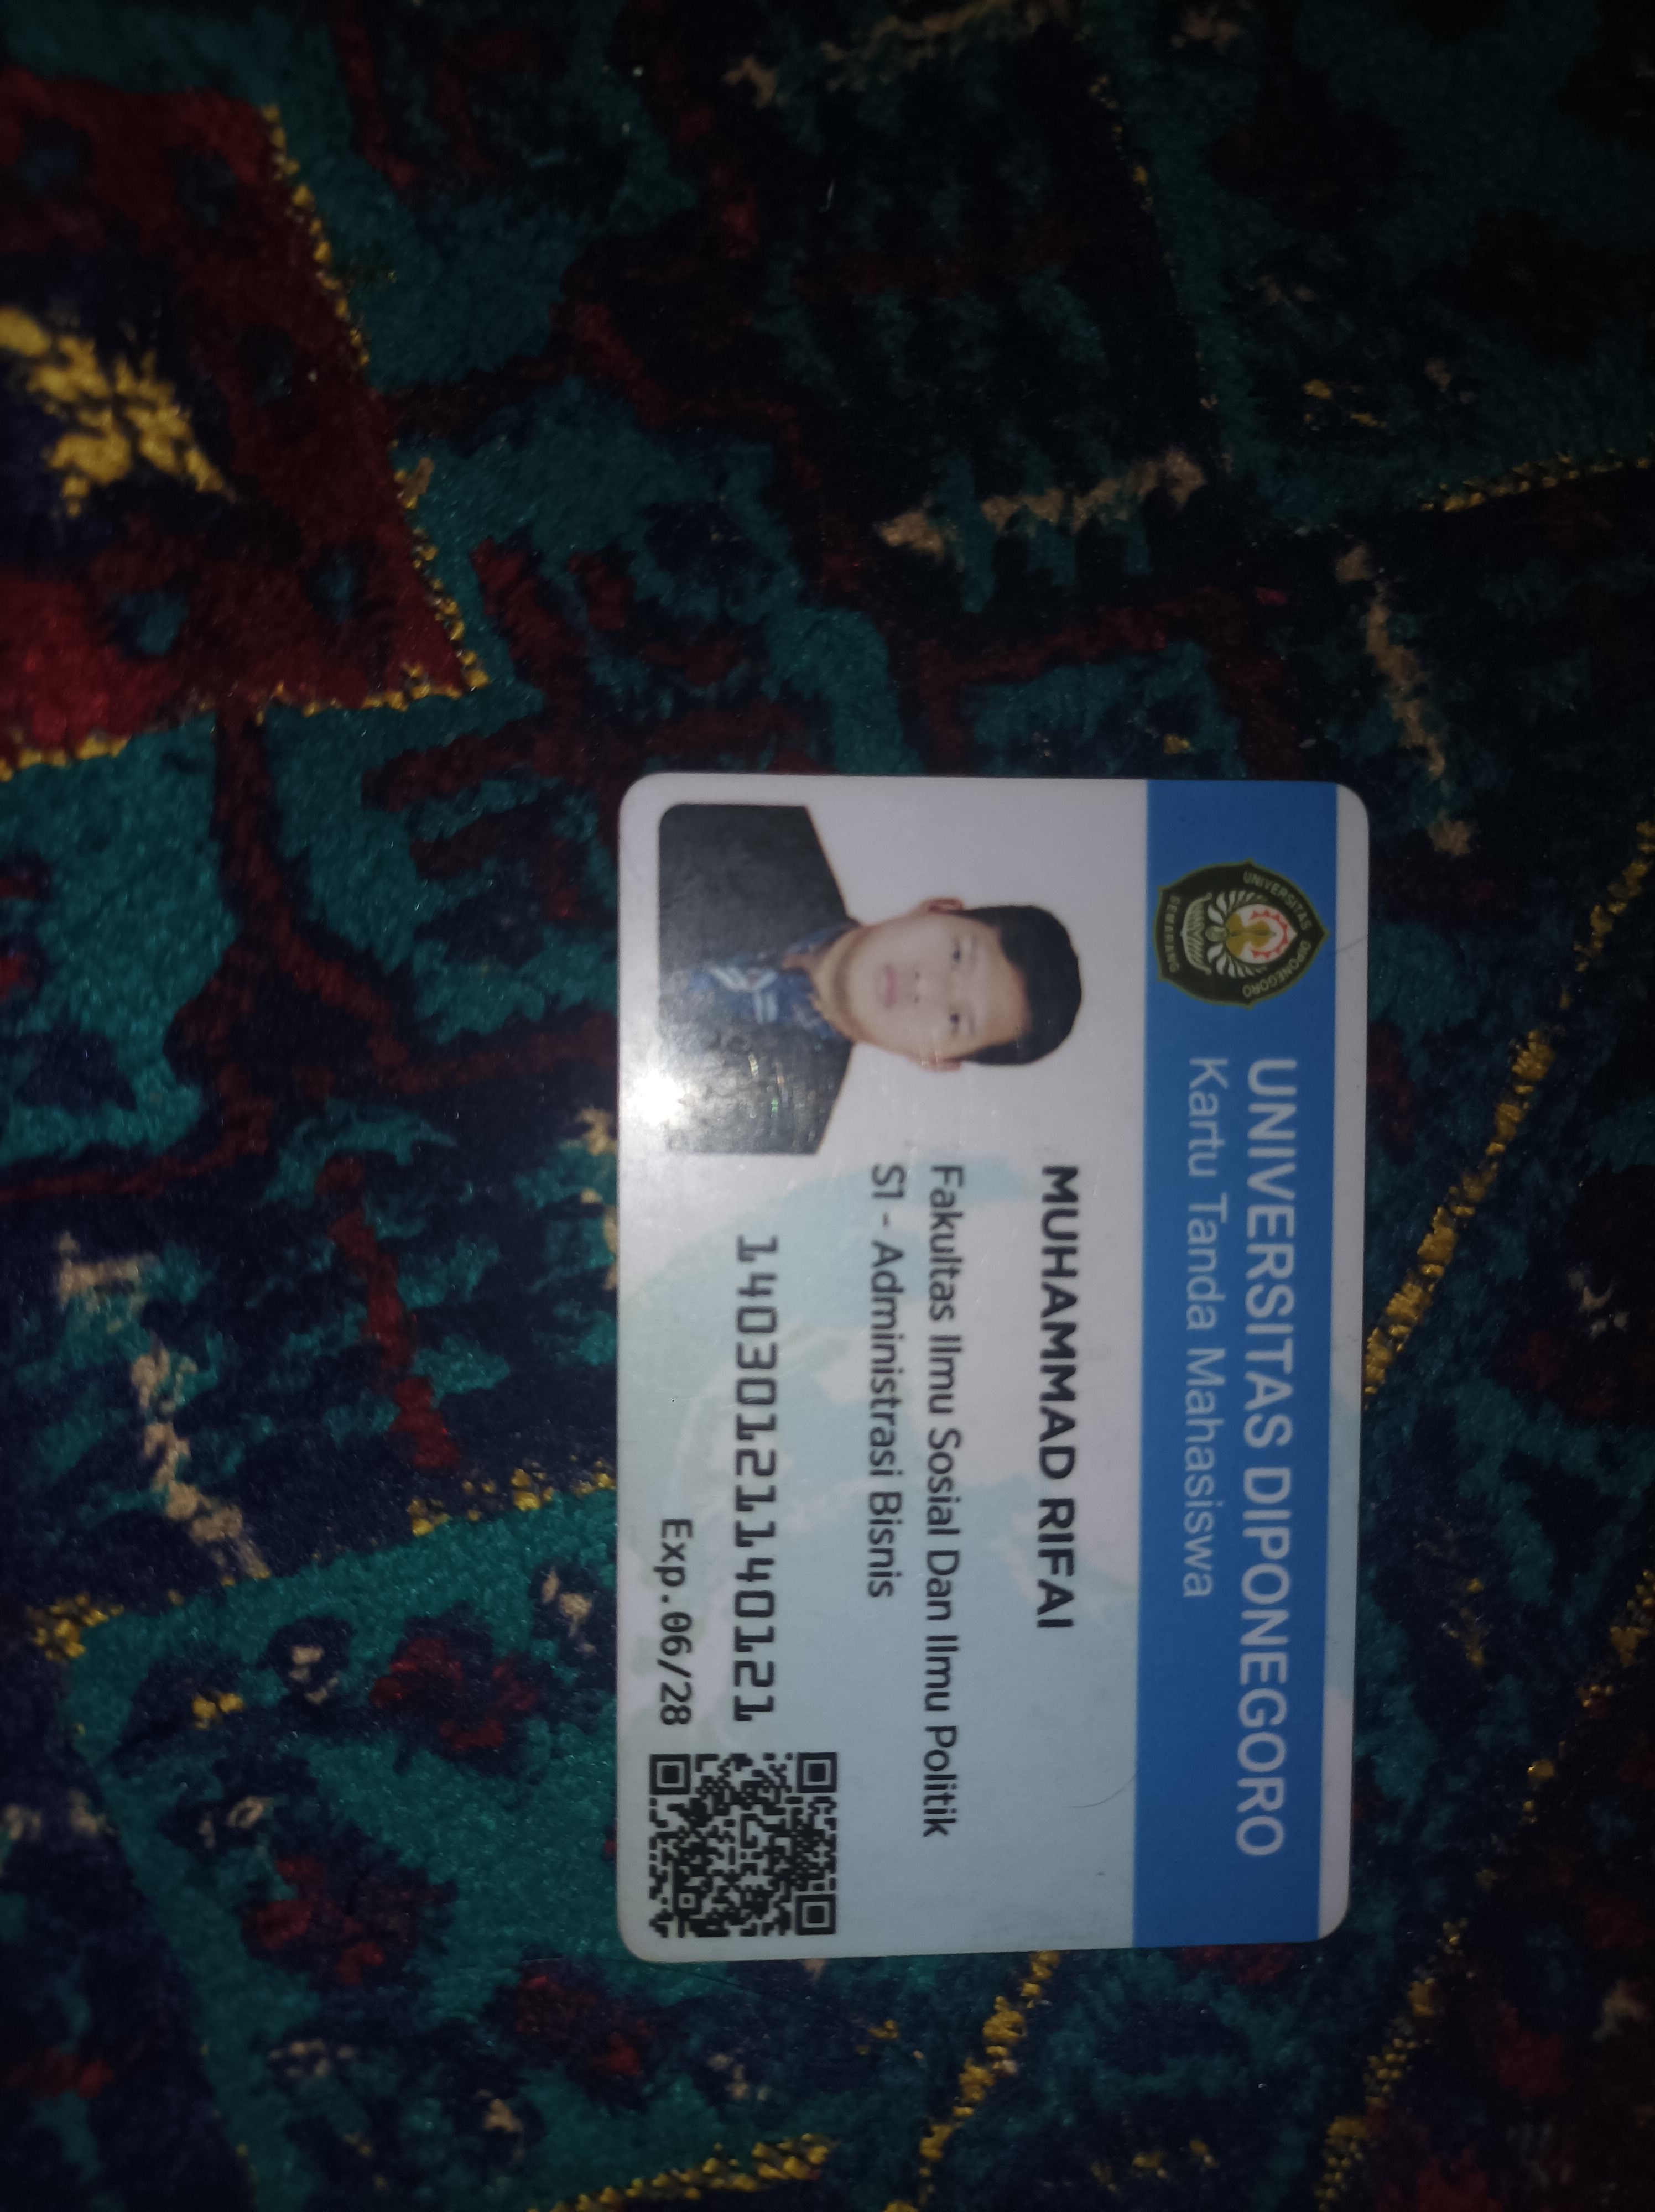 UNIVERSITAS DIPONEGORO
Kartu Tanda Mahasiswa
UNIVERSITAS DIPONEGORO
SEMARANG
MUHAMMAD RIFAI
Fakultas Ilmu Sosial Dan Ilmu Politik
S1 - Administrasi Bisnis
14030121140121
Exp.06/28